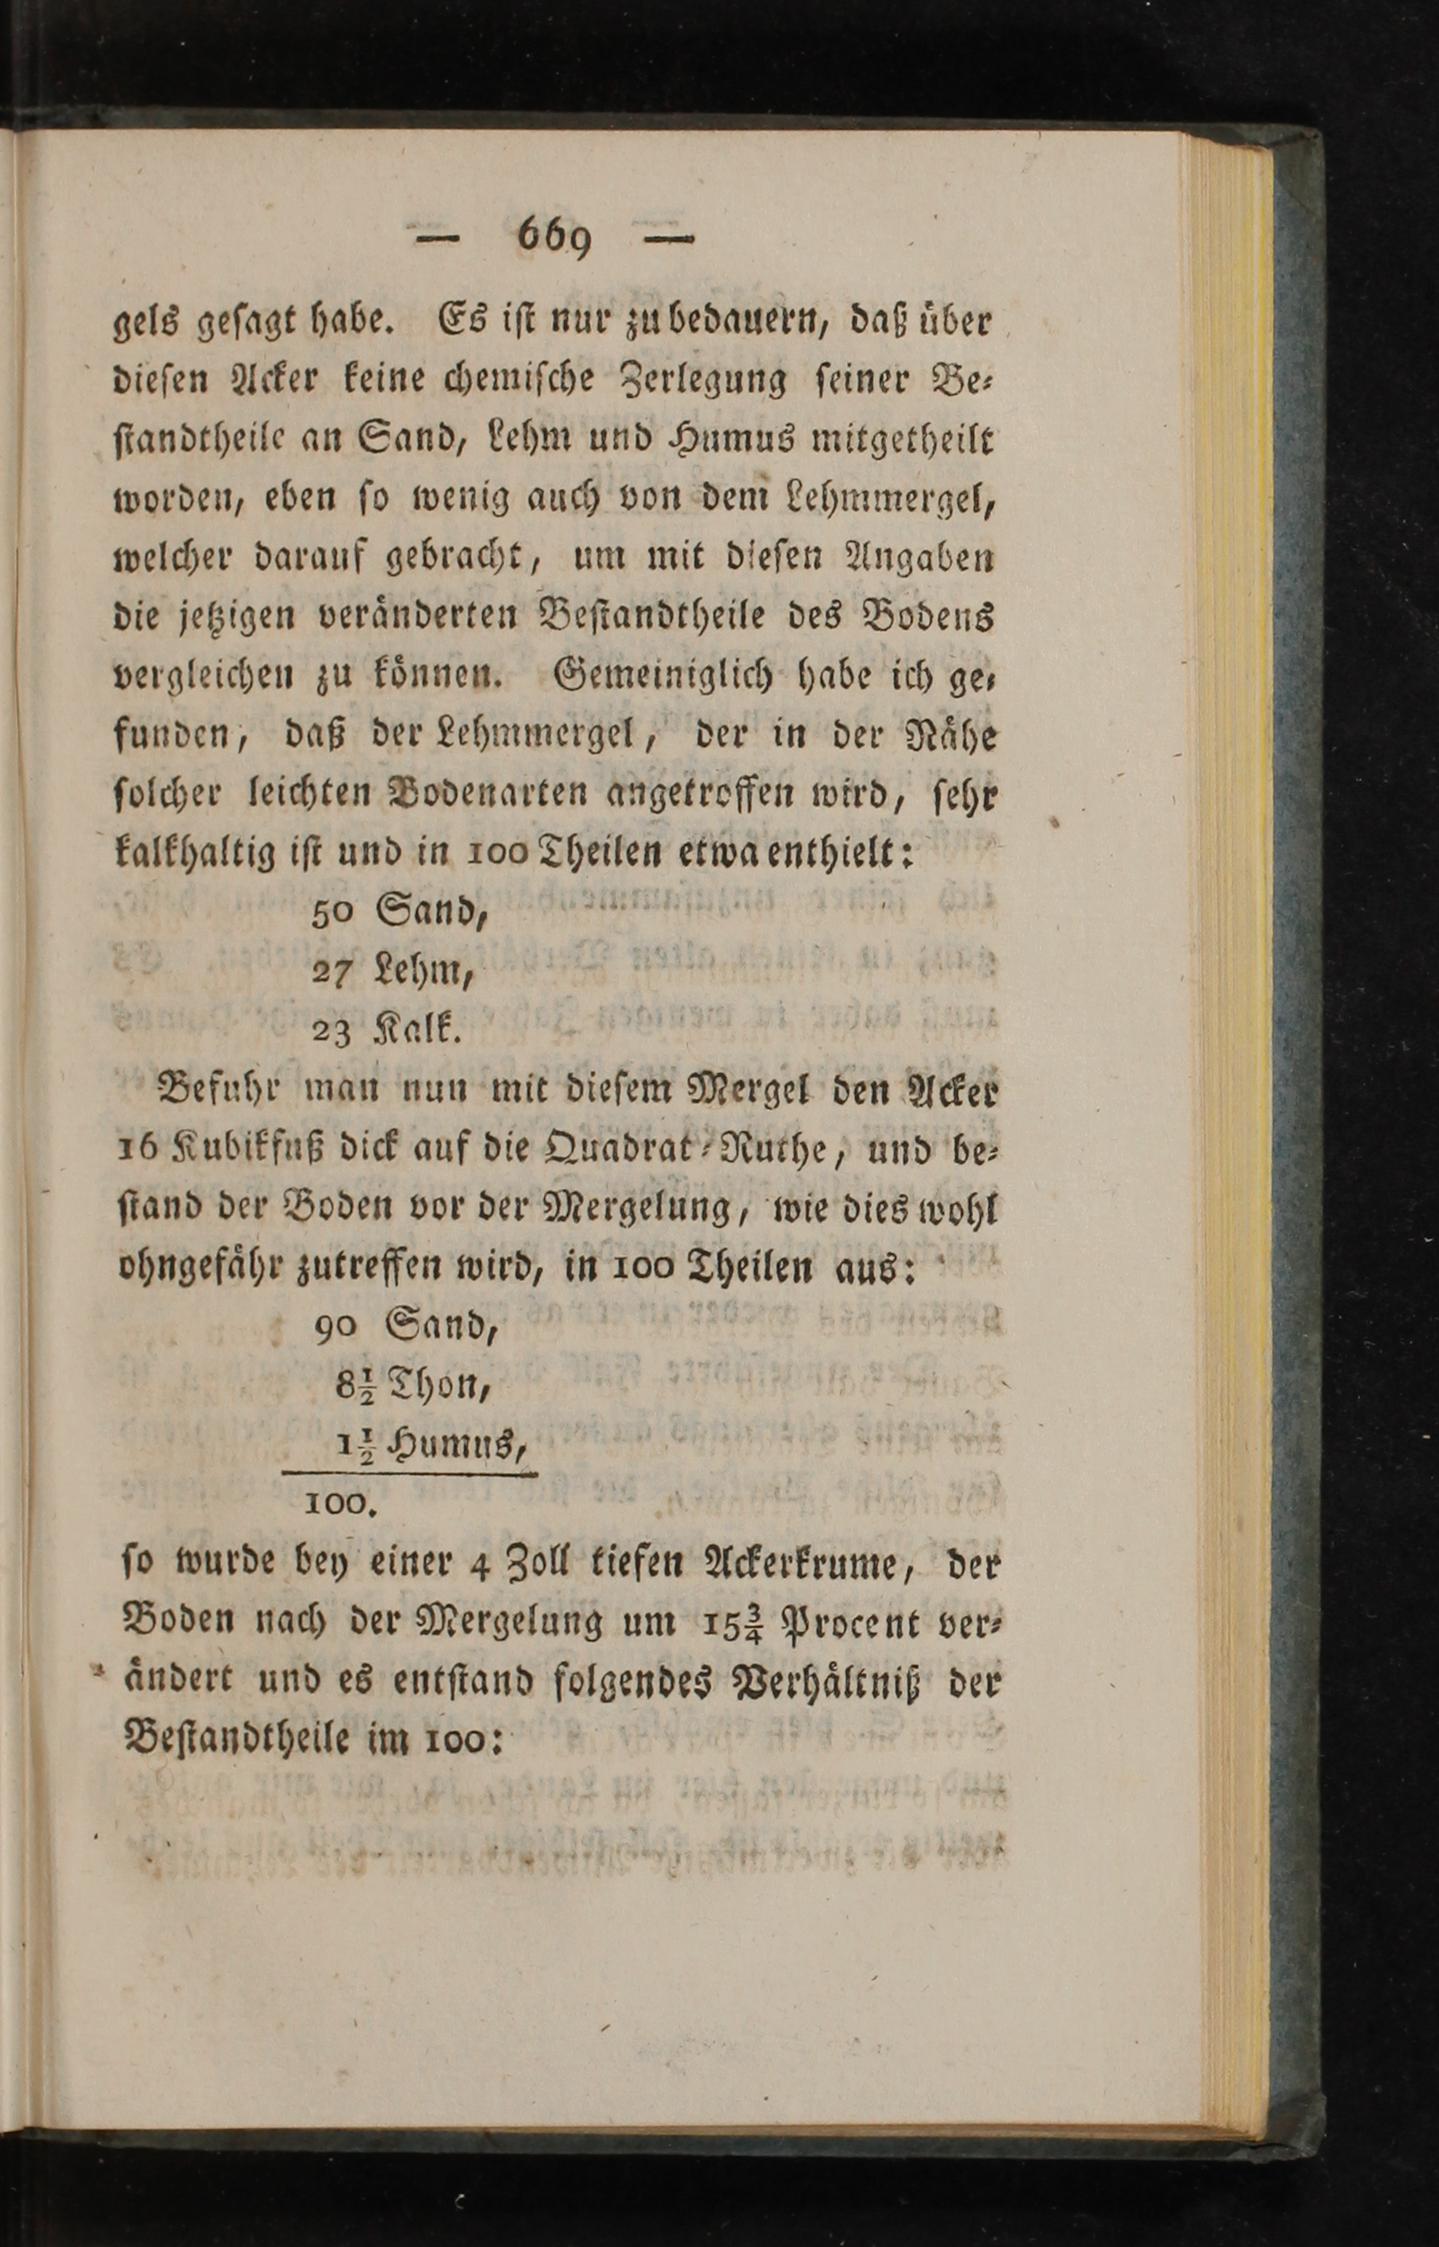 — 669 —
gels gesagt habe. Es ist nur zu bedauern, daß über
diesen Acker keine chemische Zerlegung seiner Be-
standtheile an Sand, Lehm und Humus mitgetheilt
worden, eben so wenig auch von dem Lehmmergel,
welcher darauf gebracht, um mit diesen Angaben
die jetzigen veränderten Bestandtheile des Bodens
vergleichen zu können. Gemeiniglich habe ich ge-
funden, daß der Lehmmergel, der in der Nähe
solcher leichten Bodenarten angetroffen wird, sehr
kalkhaltig ist und in 100 Theilen etwa enthielt:
50 Sand,
27 Lehm,
23 Kalk.
Befuhr man nun mit diesem Mergel den Acker
16 Kubikfuß dick auf die Quadrat-Ruthe, und be-
stand der Boden vor der Mergelung, wie dies wohl
ohngefähr zutreffen wird, in 100 Theilen aus:
90 Sand,
8½ Thon,
1½ Humus,
100.
so wurde bey einer 4 Zoll tiefen Ackerkrume, der
Boden nach der Mergelung um 15¾ Procent ver-
ändert und es entstand folgendes Verhältniß der
Bestandtheile im 100: